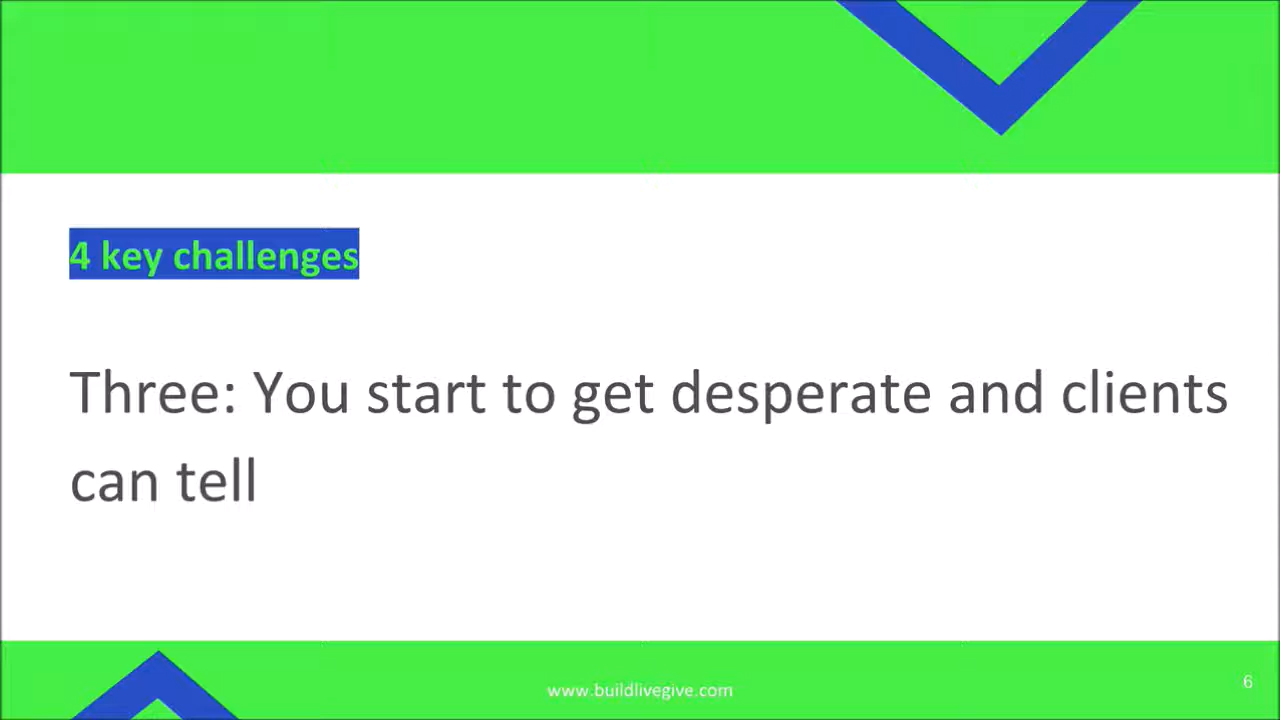 4 key challenges
Three: You start to get desperate and clients
can tell
www.buildlivegive.com
6